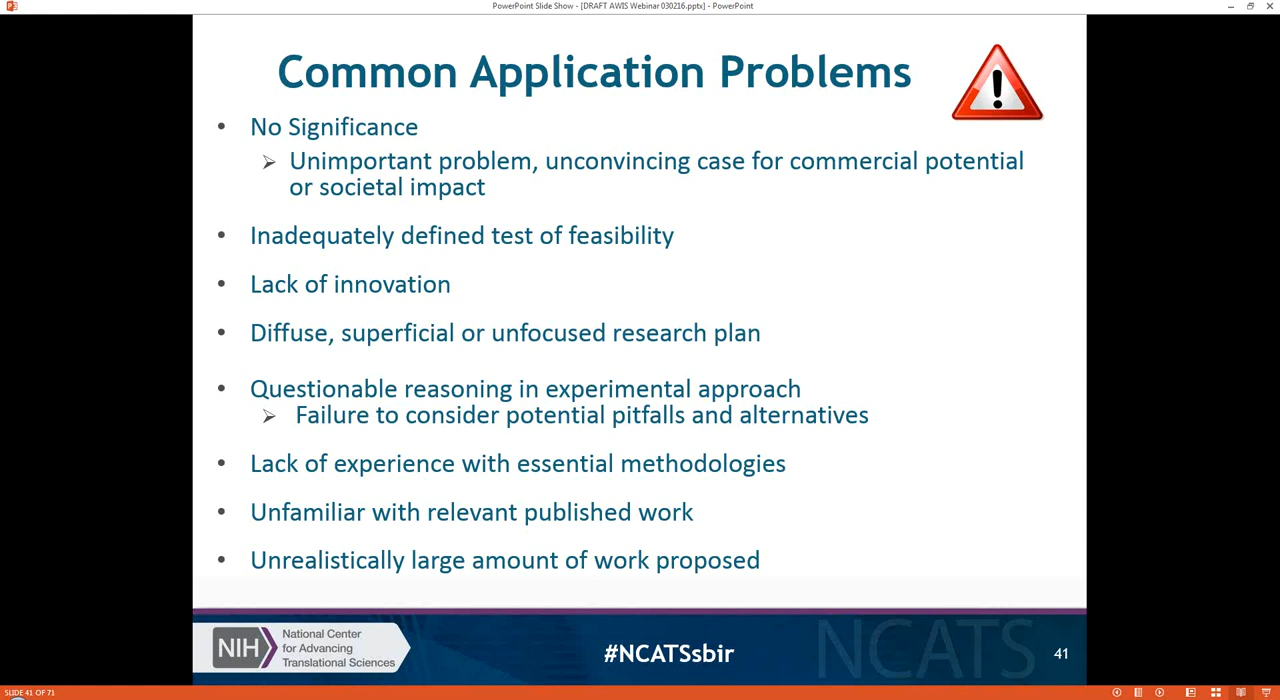 PowerPoint Slide Show - [DRAFT AWIS Webinar 030216.pptx] - PowerPoint
Common Application Problems
• No Significance
➢ Unimportant problem, unconvincing case for commercial potential
or societal impact
• Inadequately defined test of feasibility
• Lack of innovation
• Diffuse, superficial or unfocused research plan
• Questionable reasoning in experimental approach
➢ Failure to consider potential pitfalls and alternatives
• Lack of experience with essential methodologies
• Unfamiliar with relevant published work
• Unrealistically large amount of work proposed
NIH
National Center
for Advancing
Translational Sciences
#NCATSsbir
NCATS
41
SLIDE 41 OF 71